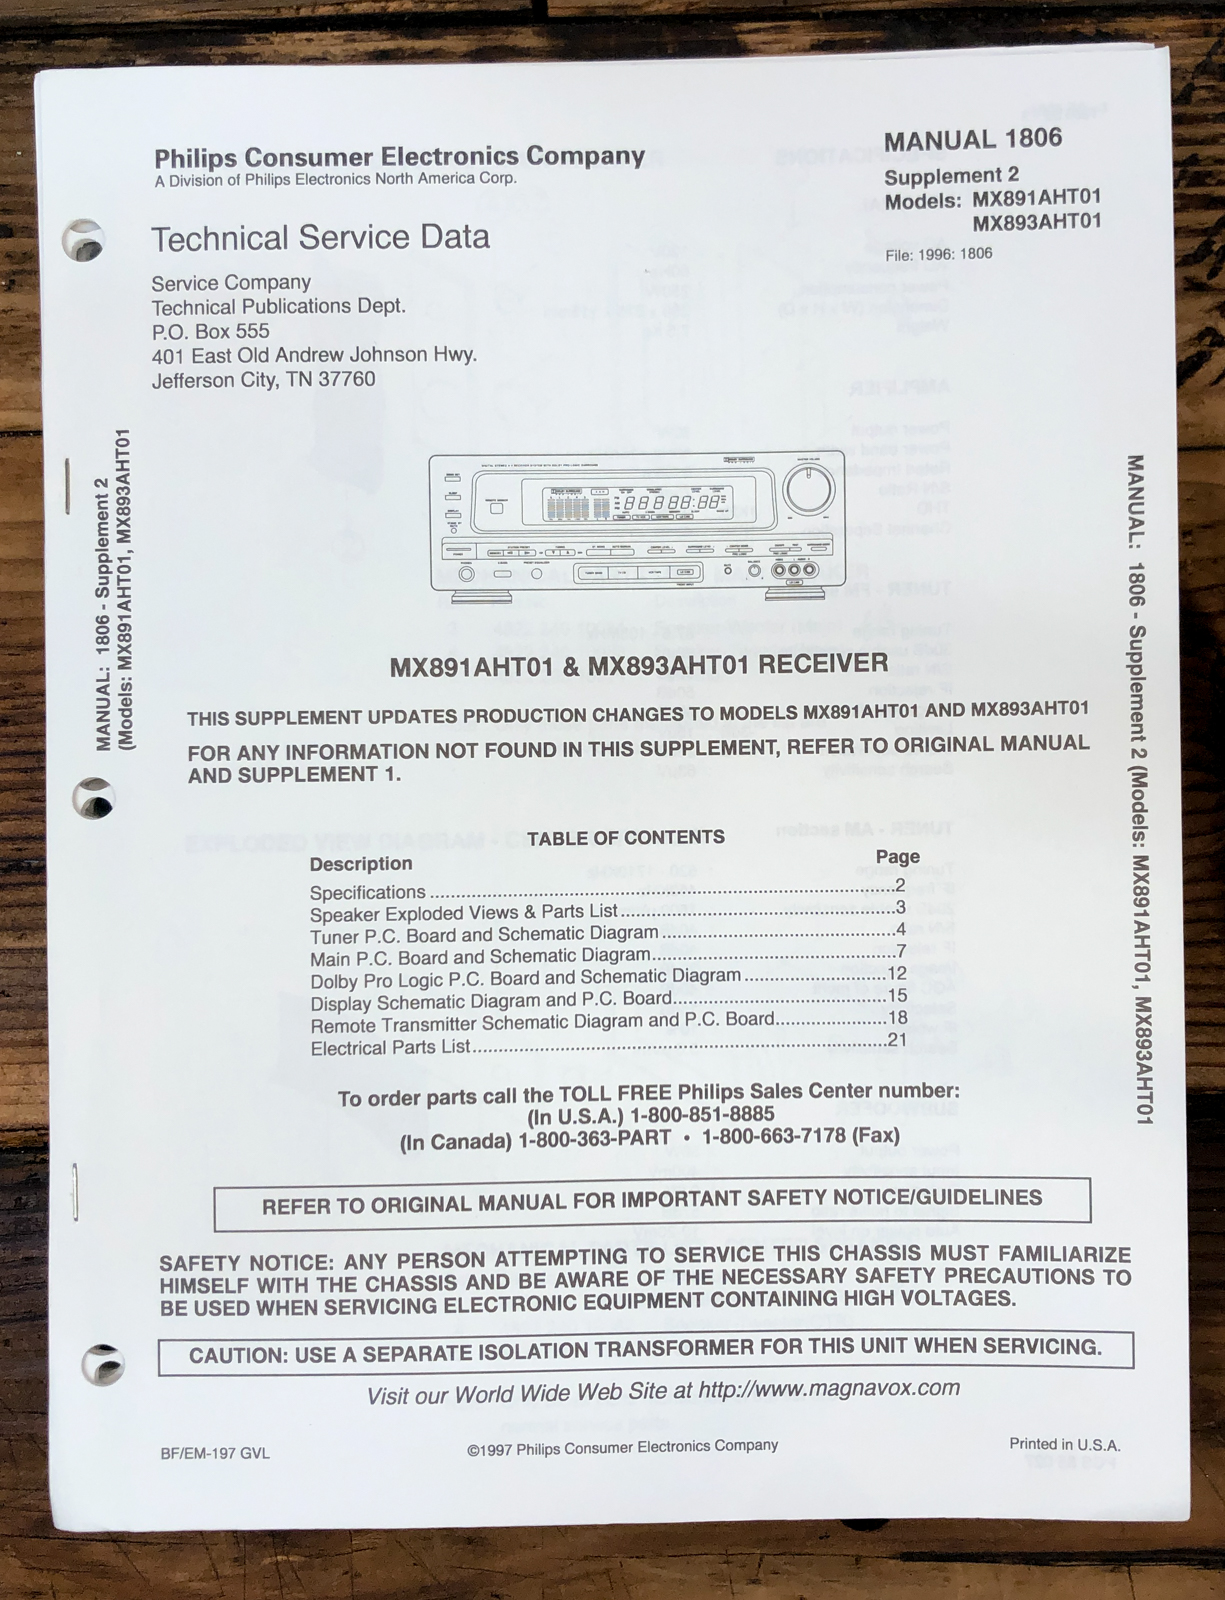 Philips Consumer Electronics Company
A Division of Philips Electronics North America Corp.
MANUAL 1806
Supplement 2
Models: MX891AHT01
MX893AHT01
File: 1996: 1806
Technical Service Data
Service Company
Technical Publications Dept.
P.O. Box 555
401 East Old Andrew Johnson Hwy.
Jefferson City, TN 37760
MANUAL: 1806 - Supplement 2
(Models: MX891AHT01, MX893AHT01
MANUAL: 1806 - Supplement 2 (Models: MX891AHT01, MX893AHT01
MX891AHT01 & MX893AHT01 RECEIVER
THIS SUPPLEMENT UPDATES PRODUCTION CHANGES TO MODELS MX891AHT01 AND MX893AHT01
FOR ANY INFORMATION NOT FOUND IN THIS SUPPLEMENT, REFER TO ORIGINAL MANUAL
AND SUPPLEMENT 1.
TABLE OF CONTENTS
Description Page
Specifications ........ 2
Speaker Exploded Views & Parts List ........ 3
Tuner P.C. Board and Schematic Diagram ........ 4
Main P.C. Board and Schematic Diagram ........ 7
Dolby Pro Logic P.C. Board and Schematic Diagram ........ 12
Display Schematic Diagram and P.C. Board ........ 15
Remote Transmitter Schematic Diagram and P.C. Board ........ 18
Electrical Parts List ........ 21
To order parts call the TOLL FREE Philips Sales Center number:
(In U.S.A.) 1-800-851-8885
(In Canada) 1-800-363-PART • 1-800-663-7178 (Fax)
REFER TO ORIGINAL MANUAL FOR IMPORTANT SAFETY NOTICE/GUIDELINES
SAFETY NOTICE: ANY PERSON ATTEMPTING TO SERVICE THIS CHASSIS MUST FAMILIARIZE
HIMSELF WITH THE CHASSIS AND BE AWARE OF THE NECESSARY SAFETY PRECAUTIONS TO
BE USED WHEN SERVICING ELECTRONIC EQUIPMENT CONTAINING HIGH VOLTAGES.
CAUTION: USE A SEPARATE ISOLATION TRANSFORMER FOR THIS UNIT WHEN SERVICING.
Visit our World Wide Web Site at http://www.magnavox.com
BF/EM-197 GVL
©1997 Philips Consumer Electronics Company
Printed in U.S.A.